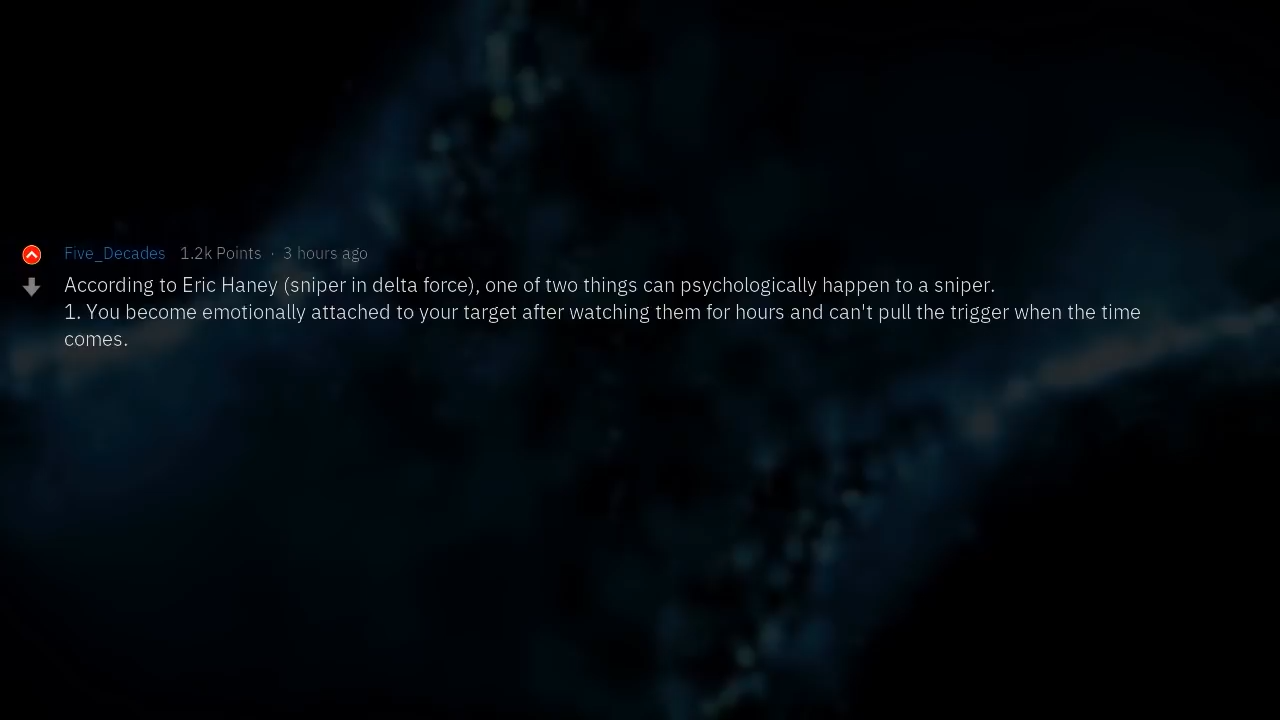 Five_Decades 1.2k Points · 3 hours ago
According to Eric Haney (sniper in delta force), one of two things can psychologically happen to a sniper.
1. You become emotionally attached to your target after watching them for hours and can't pull the trigger when the time
comes.